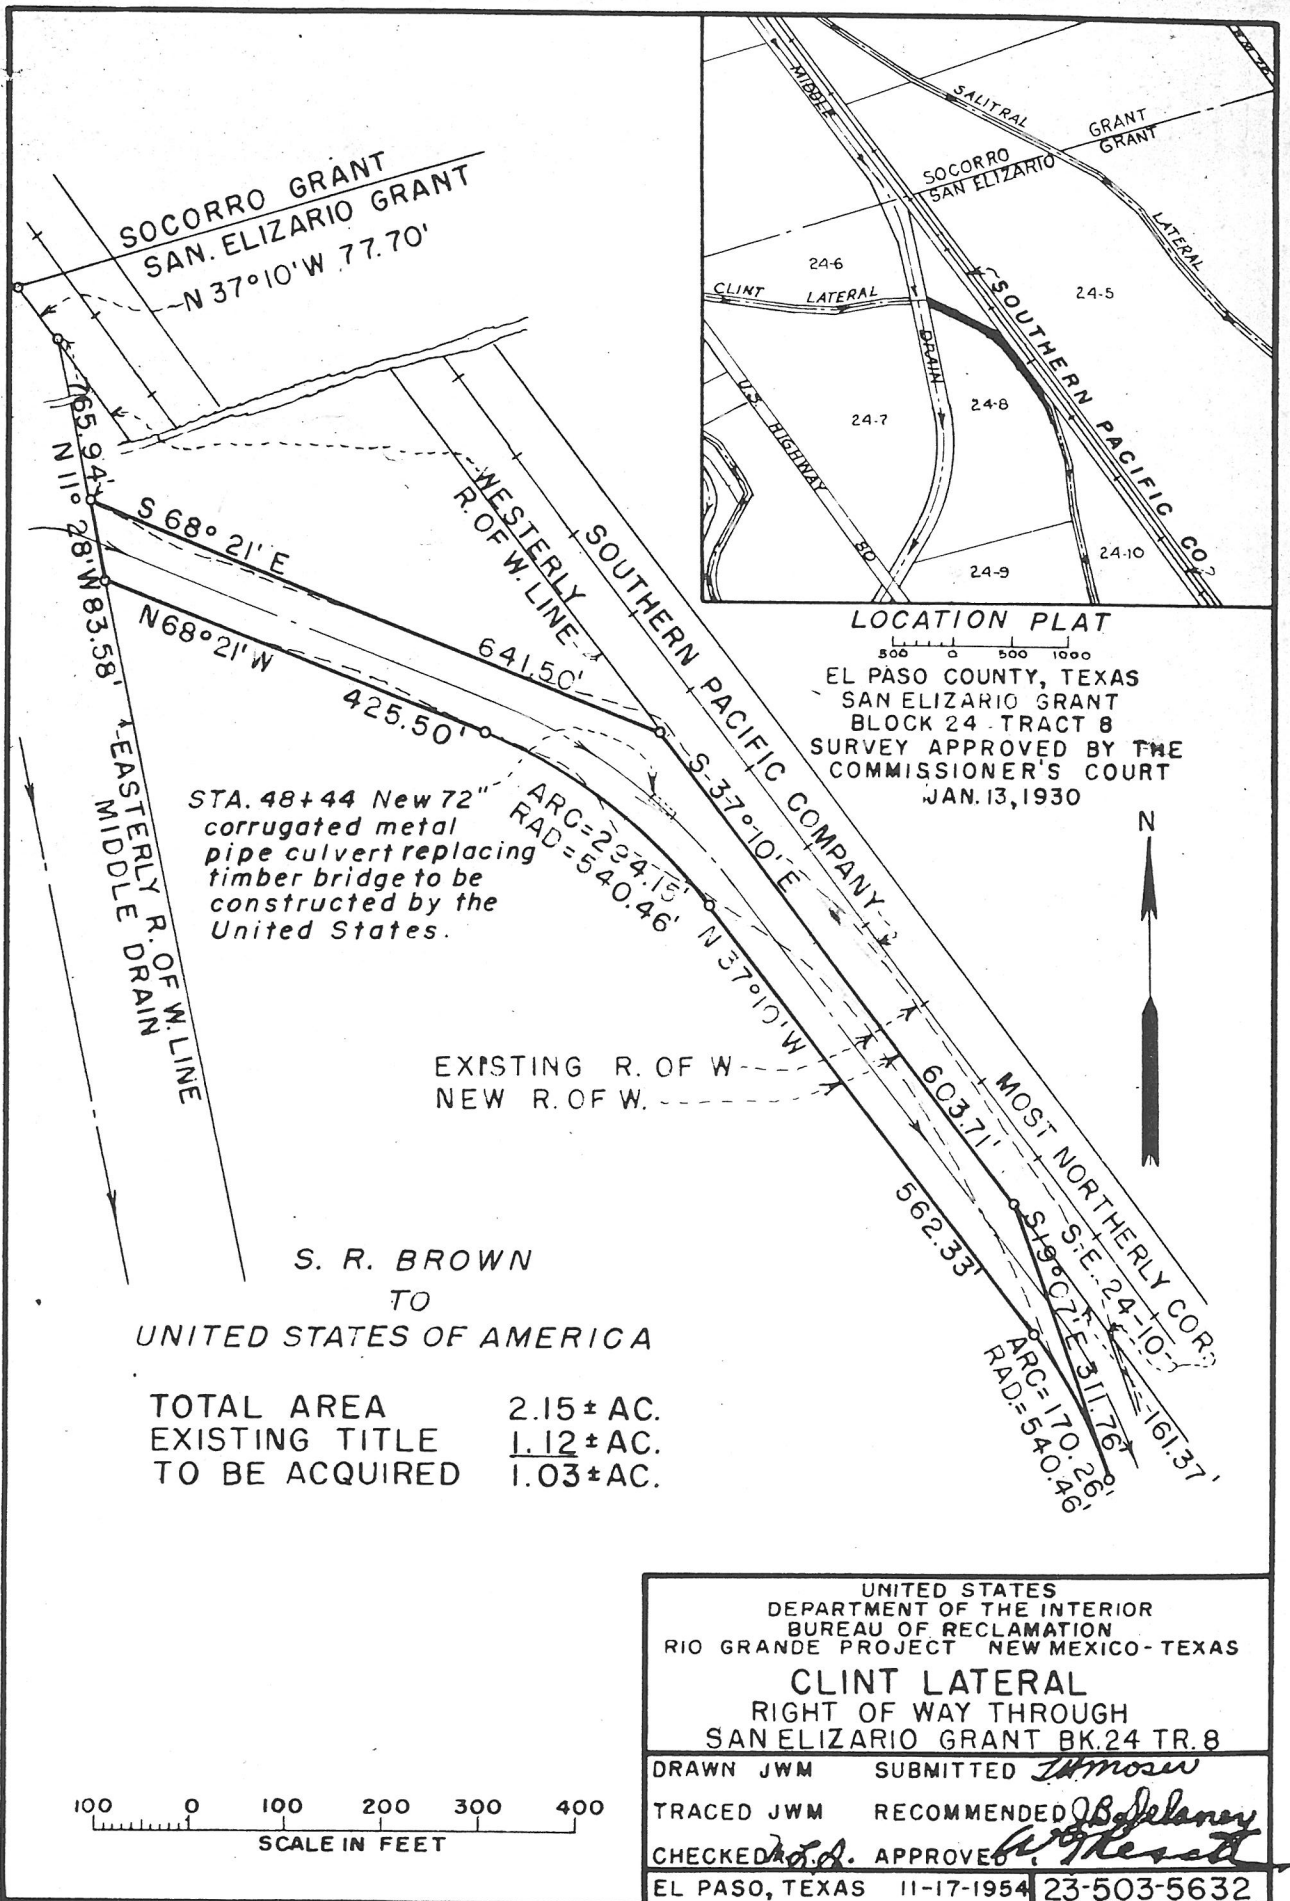 SOCORRO GRANT
SAN. ELIZARIO GRANT
N 37°10' W 77.70'
765.94'
N 11° 28' W 83.58'
S 68° 21' E
641.50'
N 68° 21' W
425.50'
WESTERLY
R. OF W. LINE
SOUTHERN PACIFIC COMPANY
S 37°10' E
603.71'
ARC=294.15'
RAD=540.46'
N 37°10' W
562.33'
STA. 48+44 New 72"
corrugated metal
pipe culvert replacing
timber bridge to be
constructed by the
United States.
EASTERLY R. OF W. LINE
MIDDLE DRAIN
EXISTING R. OF W
NEW R. OF W.
MOST NORTHERLY COR.
S.E. 24-10
S 19° 07' E 311.76'
161.37'
ARC=170.26'
RAD=540.46'
S. R. BROWN
TO
UNITED STATES OF AMERICA
TOTAL AREA 2.15± AC.
EXISTING TITLE 1.12± AC.
TO BE ACQUIRED 1.03± AC.
MIDDLE
SALITRAL
GRANT
GRANT
SOCORRO
SAN ELIZARIO
LATERAL
24-6
CLINT LATERAL
SOUTHERN PACIFIC CO.
24-5
DRAIN
U.S. HIGHWAY 80
24-7
24-8
24-9
24-10
LOCATION PLAT
500 0 500 1000
EL PASO COUNTY, TEXAS
SAN ELIZARIO GRANT
BLOCK 24 - TRACT 8
SURVEY APPROVED BY THE
COMMISSIONER'S COURT
JAN. 13, 1930
N
100 0 100 200 300 400
SCALE IN FEET
UNITED STATES
DEPARTMENT OF THE INTERIOR
BUREAU OF RECLAMATION
RIO GRANDE PROJECT NEW MEXICO - TEXAS
CLINT LATERAL
RIGHT OF WAY THROUGH
SAN ELIZARIO GRANT BK. 24 TR. 8
DRAWN JWM SUBMITTED
TRACED JWM RECOMMENDED
CHECKED APPROVED
EL PASO, TEXAS 11-17-1954 23-503-5632